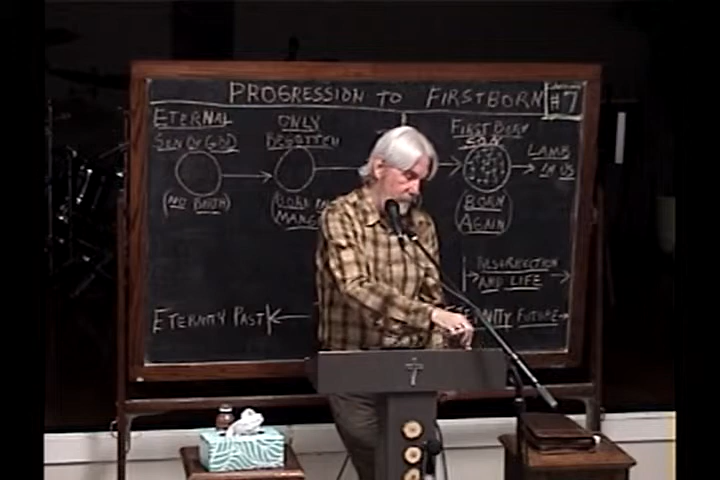 PROGRESSION TO FIRSTBORN
#7
ETERNAL
SON OF GOD
(NO BIRTH)
ONLY
BEGOTTEN
FIRST BORN
SON
(BORN
AGAIN)
LAMB
IN US
RESURRECTION
AND LIFE
ETERNITY PAST
ETERNITY FUTURE